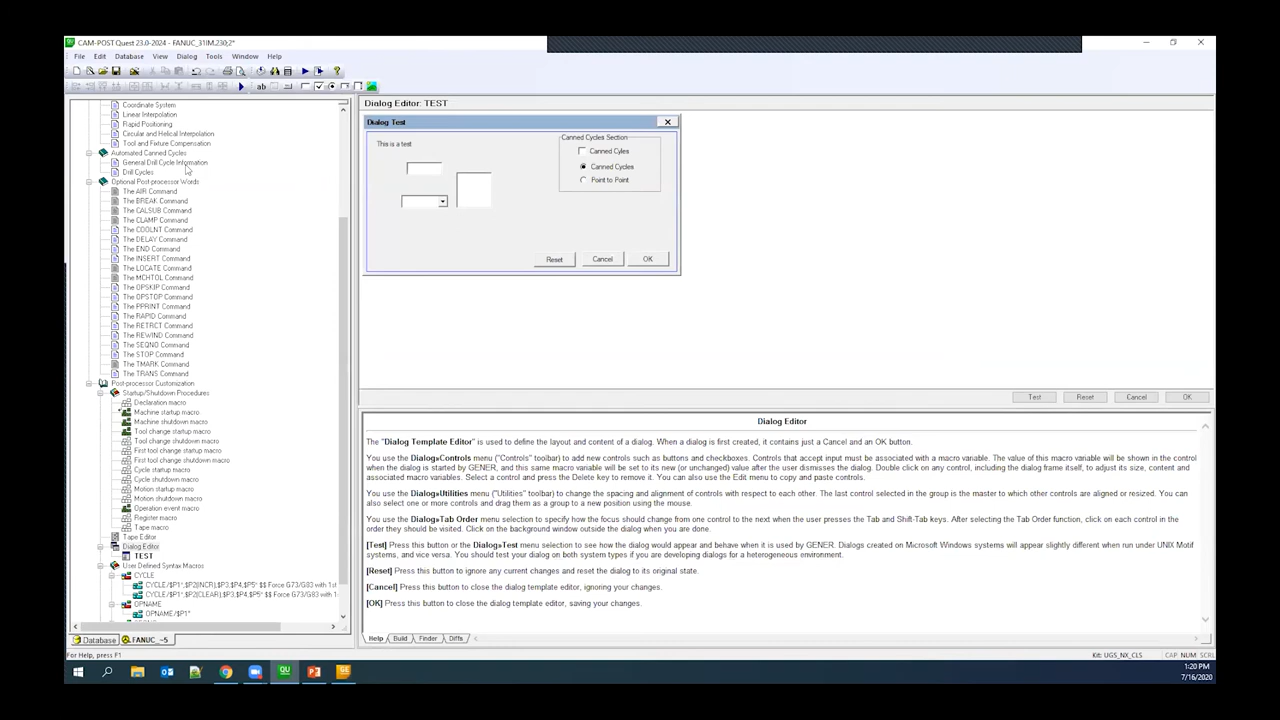 CAM-POST Quest 23.0-2024 - FANUC_31IM.230;2*
File Edit Database View Dialog Tools Window Help
Coordinate System
Linear Interpolation
Rapid Positioning
Circular and Helical Interpolation
Tool and Fixture Compensation
Automated Canned Cycles
General Drill Cycle Information
Drill Cycles
Optional Post-processor Words
The AIR Command
The BREAK Command
The CALSUB Command
The CLAMP Command
The COOLNT Command
The DELAY Command
The END Command
The INSERT Command
The LOCATE Command
The MCHTOL Command
The OPSKIP Command
The OPSTOP Command
The PPRINT Command
The RAPID Command
The RETRCT Command
The REWIND Command
The SEQNO Command
The STOP Command
The TMARK Command
The TRANS Command
Post-processor Customization
Startup/Shutdown Procedures
Declaration macro
Machine startup macro
Machine shutdown macro
Tool change startup macro
Tool change shutdown macro
First tool change startup macro
First tool change shutdown macro
Cycle startup macro
Cycle shutdown macro
Motion startup macro
Motion shutdown macro
Operation event macro
Register macro
Tape macro
Tape Editor
Dialog Editor
TEST
User Defined Syntax Macros
CYCLE
CYCLE/$P1*,$P2(INCR),$P3,$P4,$P5* $$ Force G73/G83 with 1st
CYCLE/$P1*,$P2(CLEAR),$P3,$P4,$P5* $$ Force G73/G83 with 1
OPNAME
OPNAME/$P1*
Database FANUC_~5
For Help, press F1
Dialog Editor: TEST
Dialog Test
This is a test
Canned Cycles Section
Canned Cyles
Canned Cycles
Point to Point
Reset Cancel OK
Test Reset Cancel OK
Dialog Editor
The "Dialog Template Editor" is used to define the layout and content of a dialog. When a dialog is first created, it contains just a Cancel and an OK button.
You use the Dialog»Controls menu ("Controls" toolbar) to add new controls such as buttons and checkboxes. Controls that accept input must be associated with a macro variable. The value of this macro variable will be shown in the control
when the dialog is started by GENER, and this same macro variable will be set to its new (or unchanged) value after the user dismisses the dialog. Double click on any control, including the dialog frame itself, to adjust its size, content and
associated macro variables. Select a control and press the Delete key to remove it. You can also use the Edit menu to copy and paste controls.
You use the Dialog»Utilities menu ("Utilities" toolbar) to change the spacing and alignment of controls with respect to each other. The last control selected in the group is the master to which other controls are aligned or resized. You can
also select one or more controls and drag them as a group to a new position using the mouse.
You use the Dialog»Tab Order menu selection to specify how the focus should change from one control to the next when the user presses the Tab and Shift-Tab keys. After selecting the Tab Order function, click on each control in the
order they should be visited. Click on the background window outside the dialog when you are done.
[Test] Press this button or the Dialog»Test menu selection to see how the dialog would appear and behave when it is used by GENER. Dialogs created on Microsoft Windows systems will appear slightly different when run under UNIX Motif
systems, and vice versa. You should test your dialog on both system types if you are developing dialogs for a heterogeneous environment.
[Reset] Press this button to ignore any current changes and reset the dialog to its original state.
[Cancel] Press this button to close the dialog template editor, ignoring your changes.
[OK] Press this button to close the dialog template editor, saving your changes.
Help Build Finder Diffs
Kit: UGS_NX_CLS CAP NUM SCRL
1:20 PM
7/16/2020